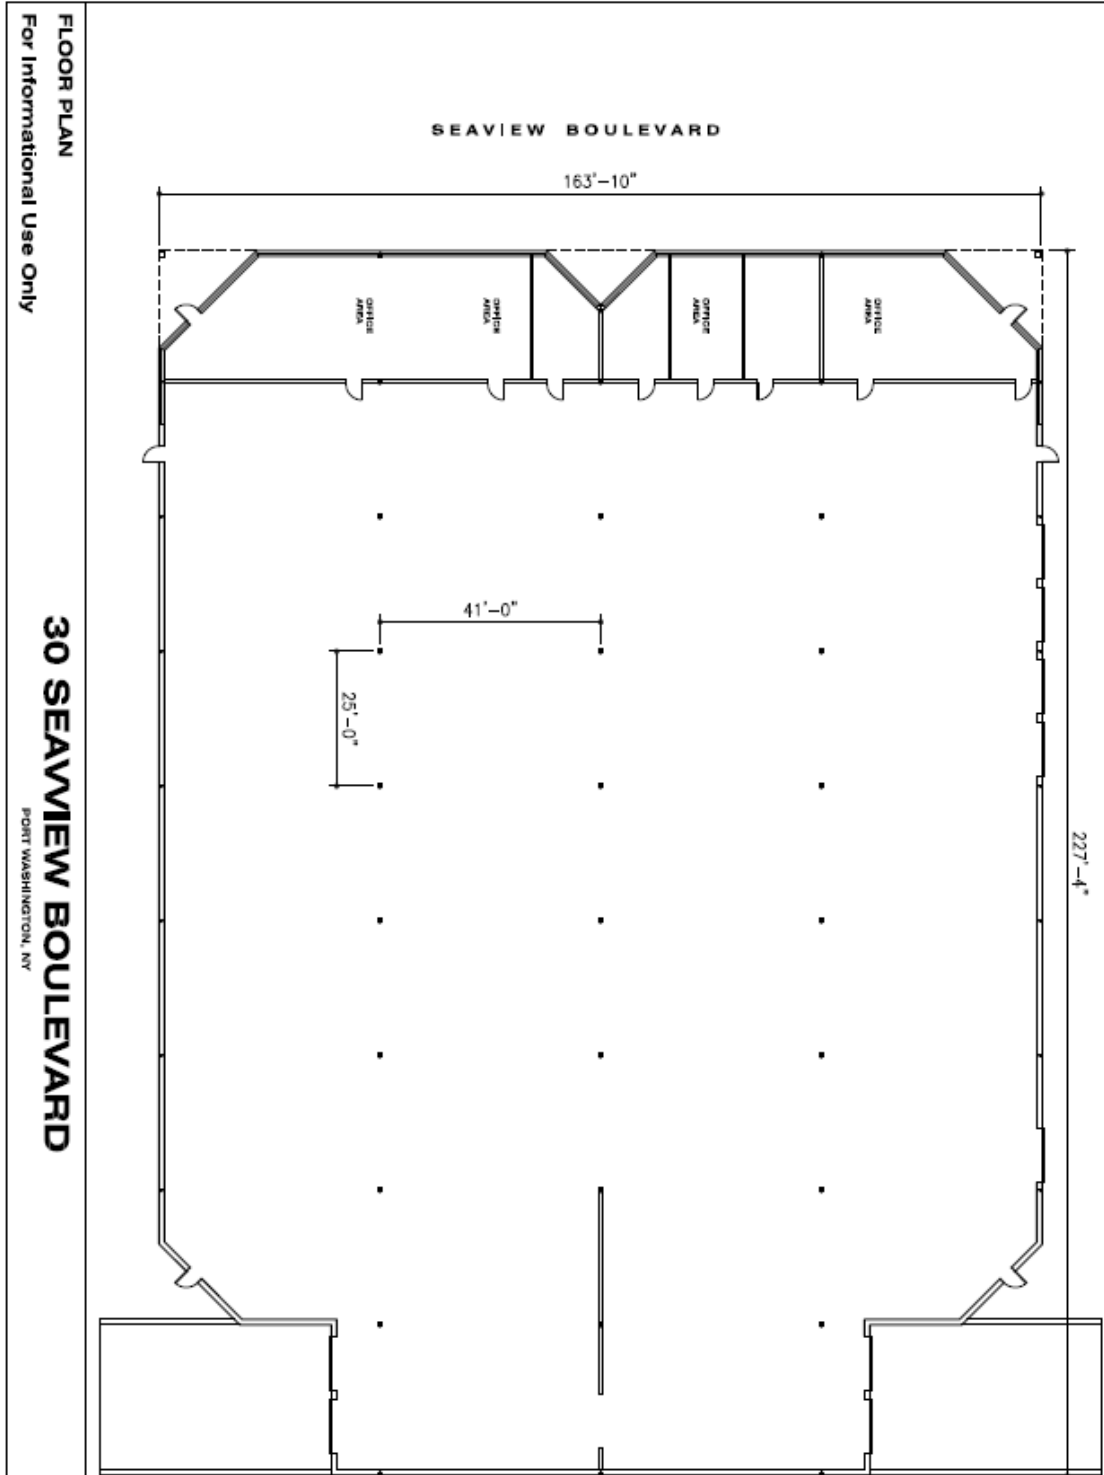 SEAVIEW BOULEVARD
163'-10"
OFFICE
AREA
OFFICE
AREA
OFFICE
AREA
OFFICE
AREA
41'-0"
25'-0"
227'-4"
FLOOR PLAN
For Informational Use Only
30 SEAVIEW BOULEVARD
PORT WASHINGTON, NY